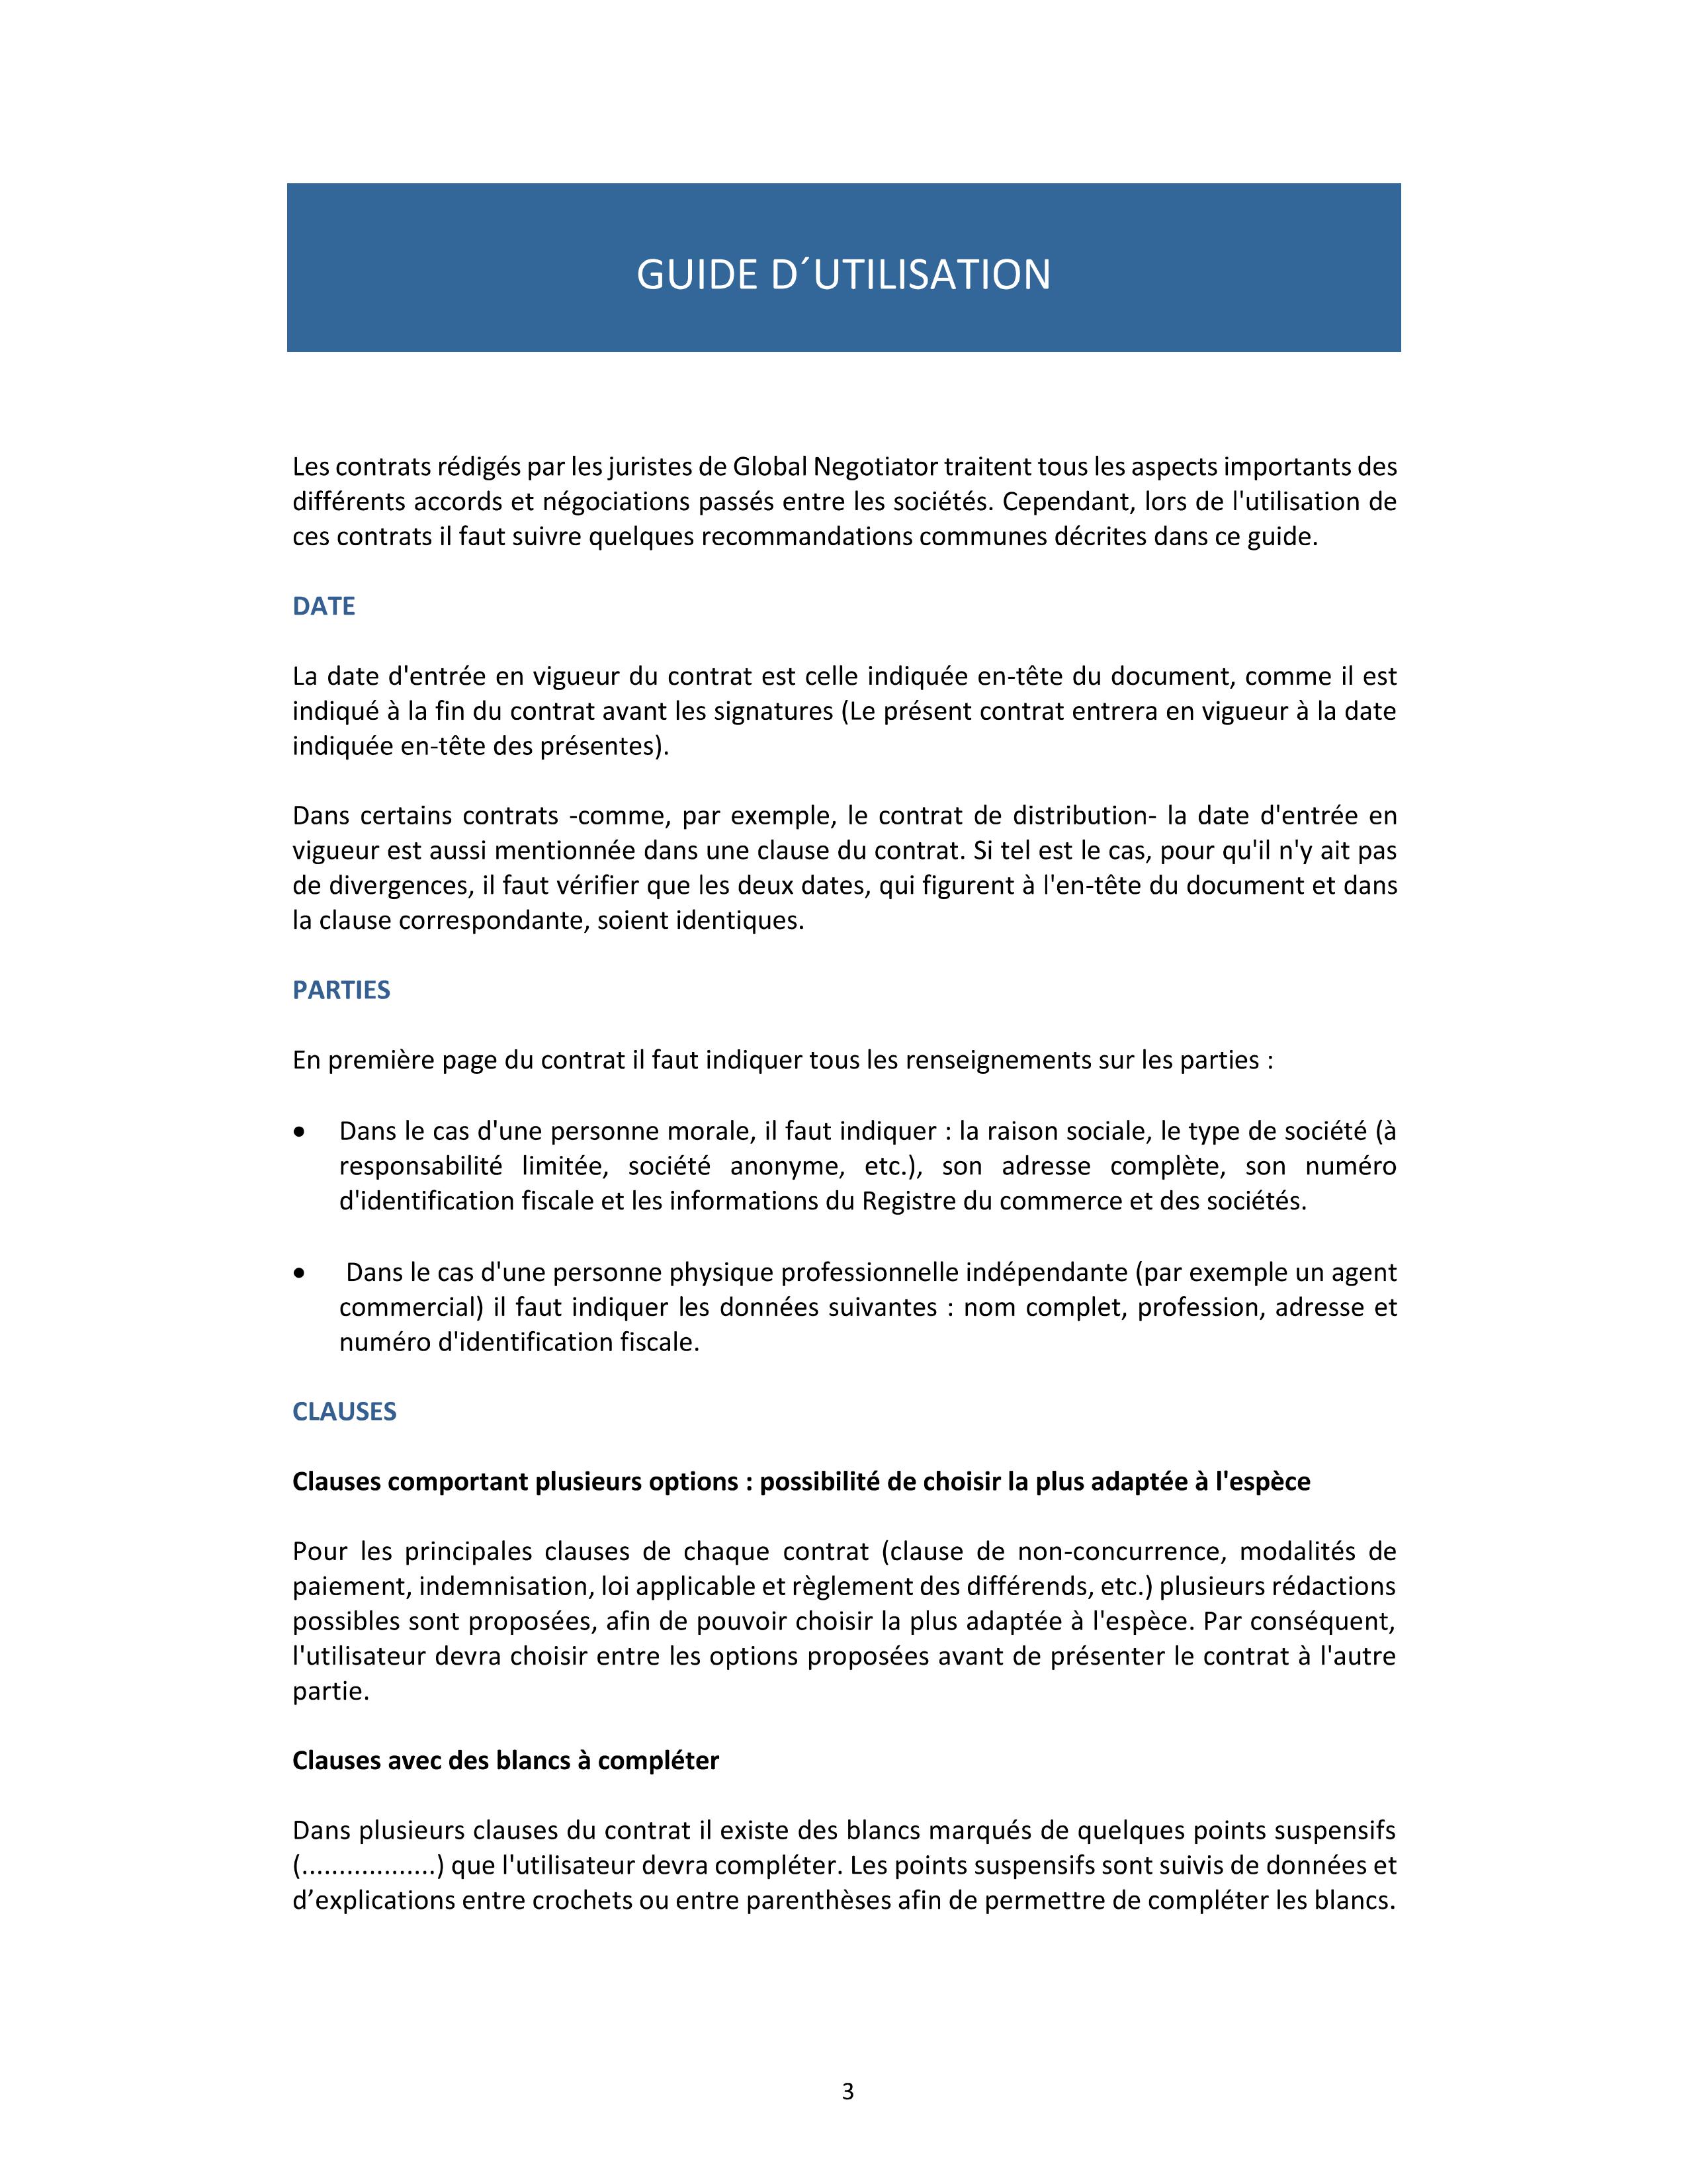 GUIDE D´UTILISATION
Les contrats rédigés par les juristes de Global Negotiator traitent tous les aspects importants des
différents accords et négociations passés entre les sociétés. Cependant, lors de l'utilisation de
ces contrats il faut suivre quelques recommandations communes décrites dans ce guide.
DATE
La date d'entrée en vigueur du contrat est celle indiquée en-tête du document, comme il est
indiqué à la fin du contrat avant les signatures (Le présent contrat entrera en vigueur à la date
indiquée en-tête des présentes).
Dans certains contrats -comme, par exemple, le contrat de distribution- la date d'entrée en
vigueur est aussi mentionnée dans une clause du contrat. Si tel est le cas, pour qu'il n'y ait pas
de divergences, il faut vérifier que les deux dates, qui figurent à l'en-tête du document et dans
la clause correspondante, soient identiques.
PARTIES
En première page du contrat il faut indiquer tous les renseignements sur les parties :
• Dans le cas d'une personne morale, il faut indiquer : la raison sociale, le type de société (à
responsabilité limitée, société anonyme, etc.), son adresse complète, son numéro
d'identification fiscale et les informations du Registre du commerce et des sociétés.
• Dans le cas d'une personne physique professionnelle indépendante (par exemple un agent
commercial) il faut indiquer les données suivantes : nom complet, profession, adresse et
numéro d'identification fiscale.
CLAUSES
Clauses comportant plusieurs options : possibilité de choisir la plus adaptée à l'espèce
Pour les principales clauses de chaque contrat (clause de non-concurrence, modalités de
paiement, indemnisation, loi applicable et règlement des différends, etc.) plusieurs rédactions
possibles sont proposées, afin de pouvoir choisir la plus adaptée à l'espèce. Par conséquent,
l'utilisateur devra choisir entre les options proposées avant de présenter le contrat à l'autre
partie.
Clauses avec des blancs à compléter
Dans plusieurs clauses du contrat il existe des blancs marqués de quelques points suspensifs
(..................) que l'utilisateur devra compléter. Les points suspensifs sont suivis de données et
d’explications entre crochets ou entre parenthèses afin de permettre de compléter les blancs.
3